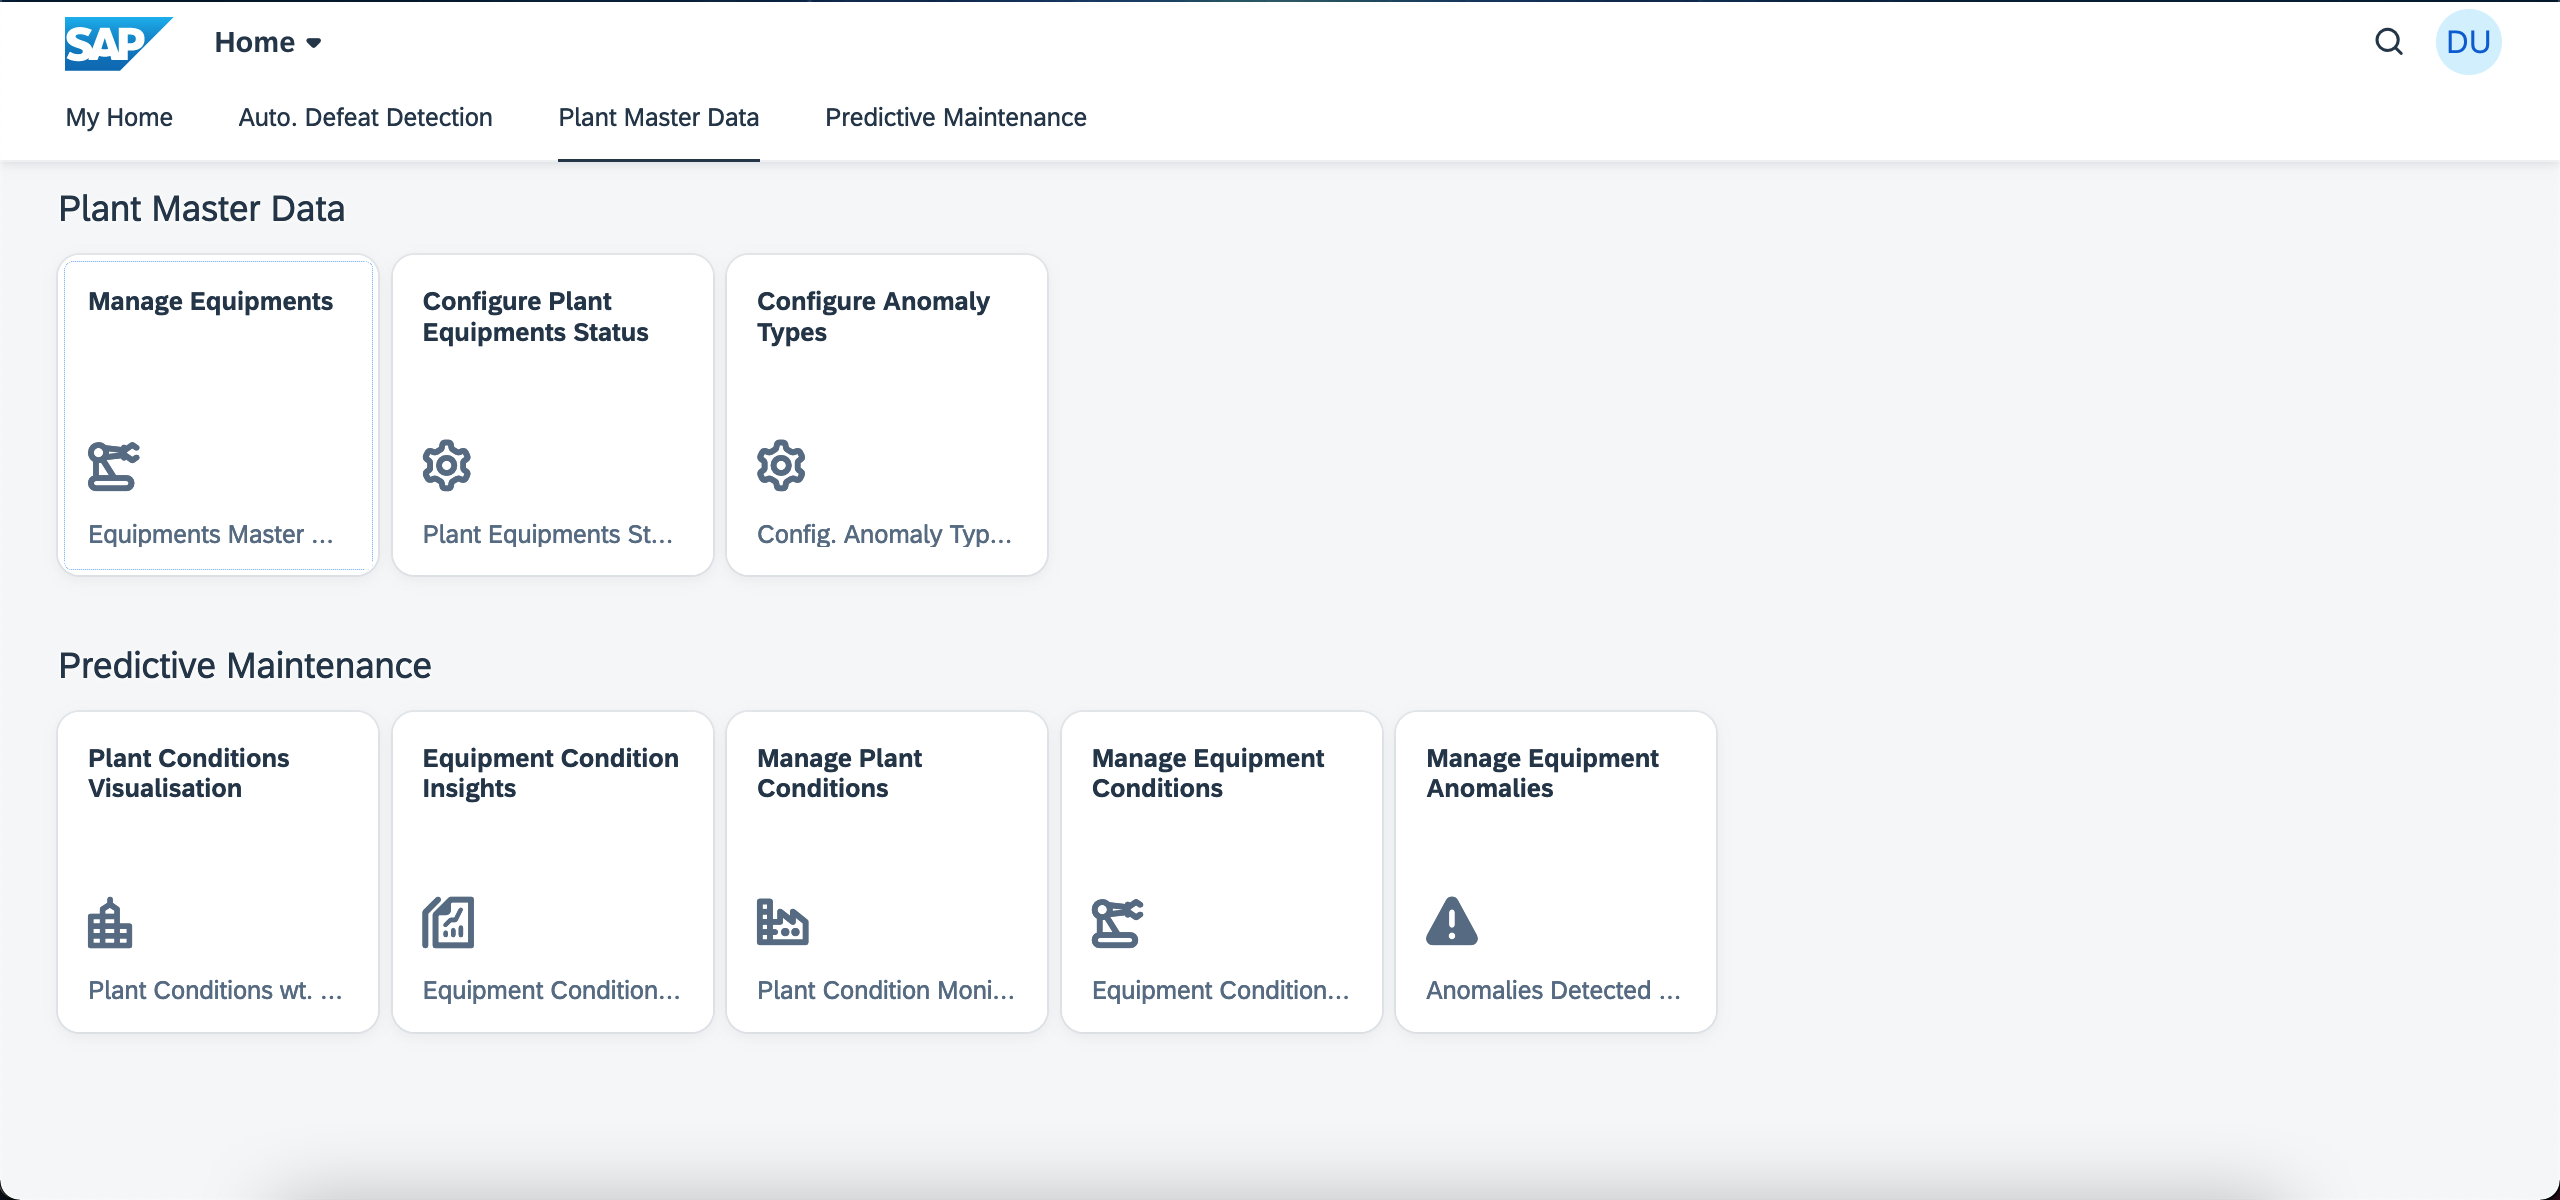 SAP
Home
DU
My Home
Auto. Defeat Detection
Plant Master Data
Predictive Maintenance
Plant Master Data
Manage Equipments
Equipments Master ...
Configure Plant
Equipments Status
Plant Equipments St...
Configure Anomaly
Types
Config. Anomaly Typ...
Predictive Maintenance
Plant Conditions
Visualisation
Plant Conditions wt. ...
Equipment Condition
Insights
Equipment Condition...
Manage Plant
Conditions
Plant Condition Moni...
Manage Equipment
Conditions
Equipment Condition...
Manage Equipment
Anomalies
Anomalies Detected ...